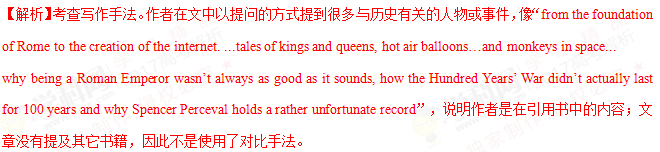 【解析】考查写作手法。作者在文中以提问的方式提到很多与历史有关的人物或事件，像“from the foundation
of Rome to the creation of the internet. …tales of kings and queens, hot air balloons…and monkeys in space...
why being a Roman Emperor wasn’t always as good as it sounds, how the Hundred Years’ War didn’t actually last
for 100 years and why Spencer Perceval holds a rather unfortunate record”，说明作者是在引用书中的内容；文
章没有提及其它书籍，因此不是使用了对比手法。